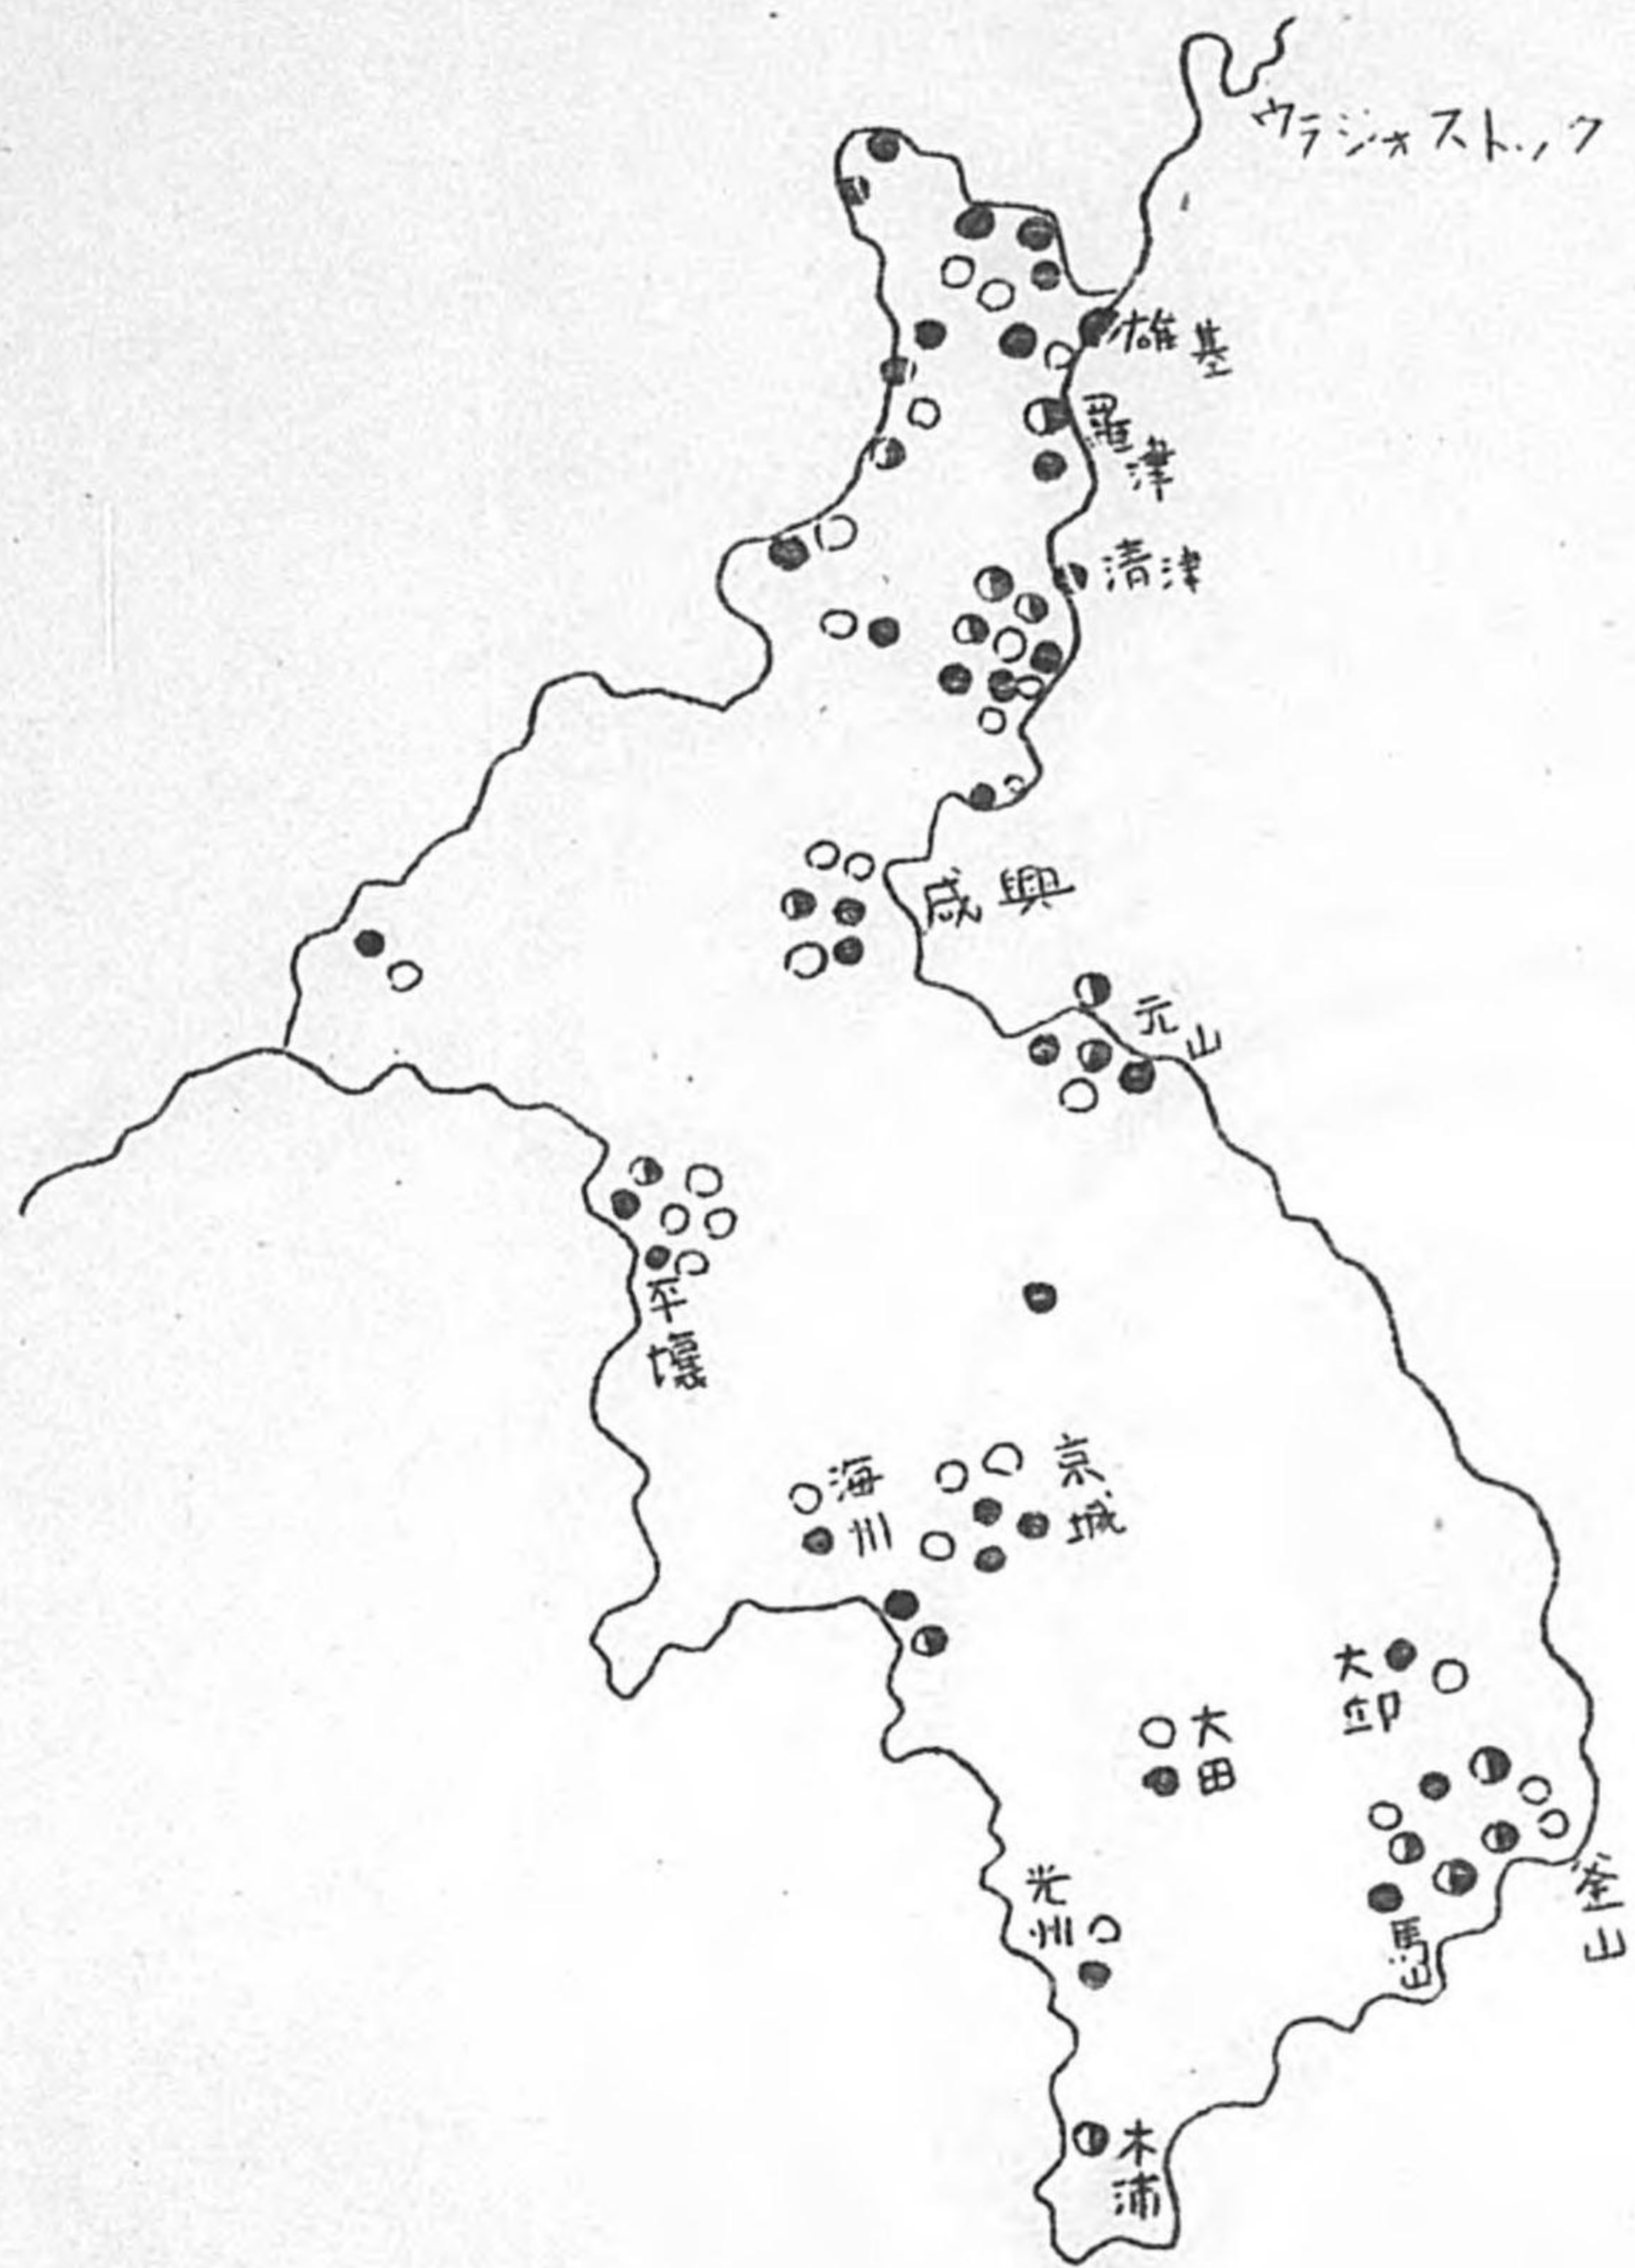 ウラジオストック
雄基
羅津
清津
咸興
元山
平壌
海州
京城
大邱
大田
釜山
馬山
光州
木浦